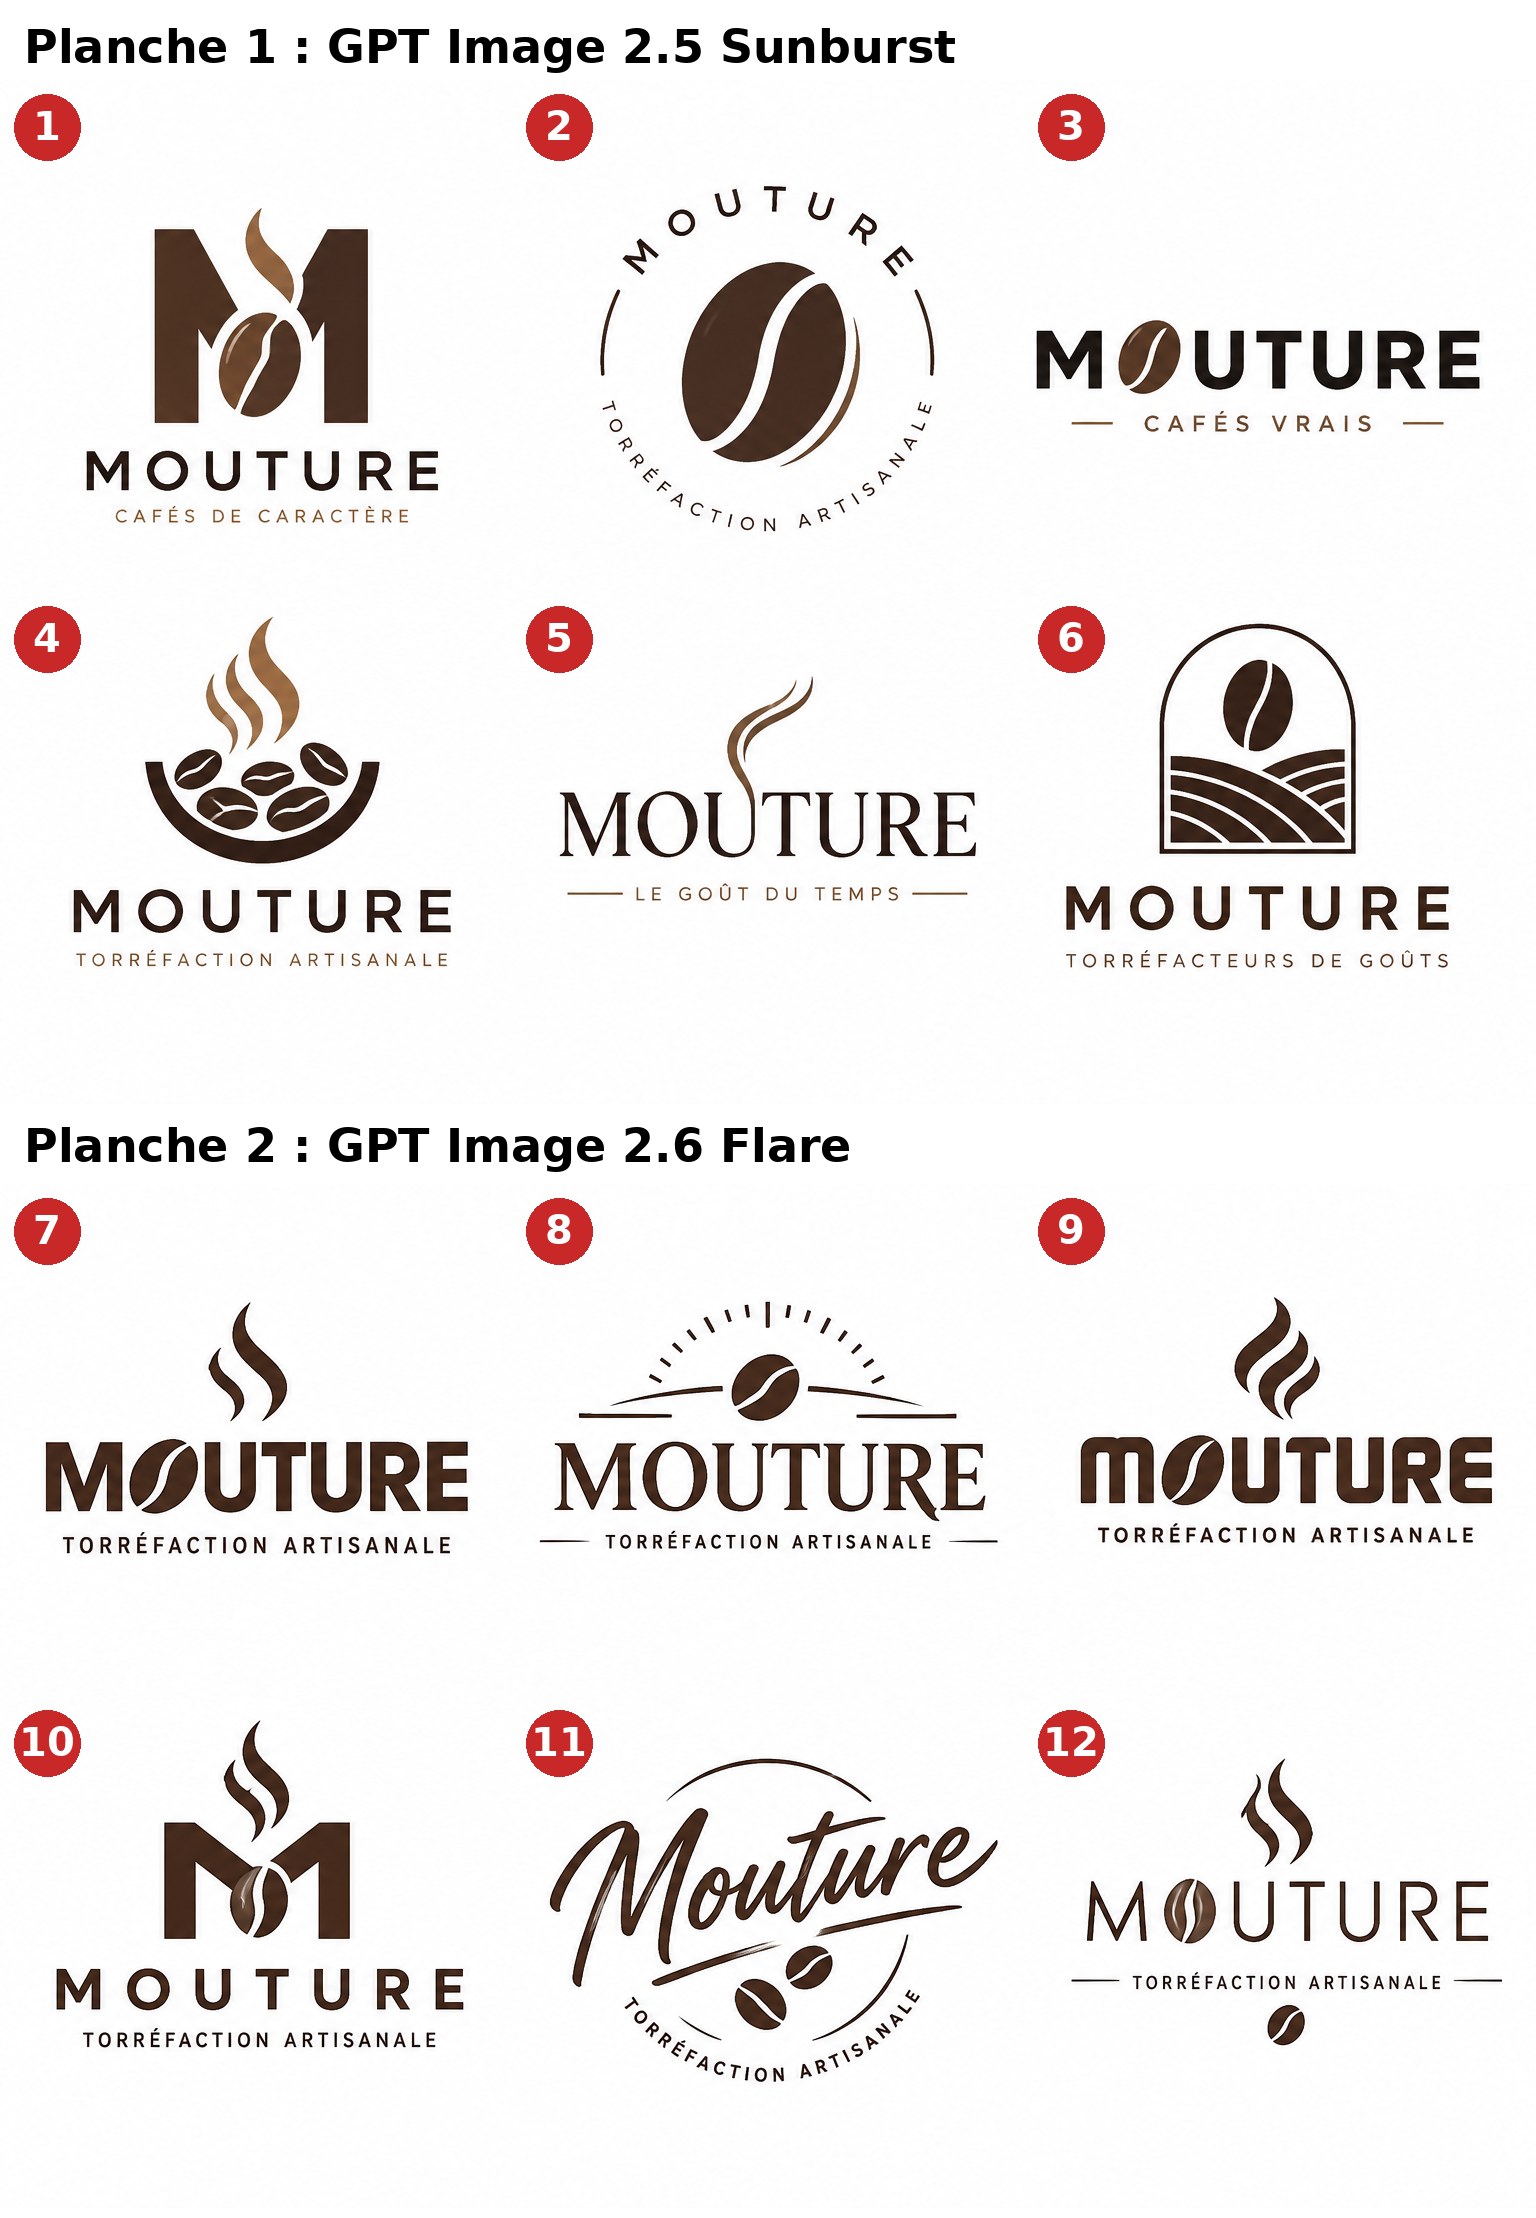 Planche 1 : GPT Image 2.5 Sunburst
1
MOUTURE
CAFÉS DE CARACTÈRE
2
MOUTURE
TORRÉFACTION ARTISANALE
3
MOUTURE
CAFÉS VRAIS
4
MOUTURE
TORRÉFACTION ARTISANALE
5
MOUTURE
LE GOÛT DU TEMPS
6
MOUTURE
TORRÉFACTEURS DE GOÛTS
Planche 2 : GPT Image 2.6 Flare
7
MOUTURE
TORRÉFACTION ARTISANALE
8
MOUTURE
TORRÉFACTION ARTISANALE
9
MOUTURE
TORRÉFACTION ARTISANALE
10
MOUTURE
TORRÉFACTION ARTISANALE
11
Mouture
TORRÉFACTION ARTISANALE
12
MOUTURE
TORRÉFACTION ARTISANALE